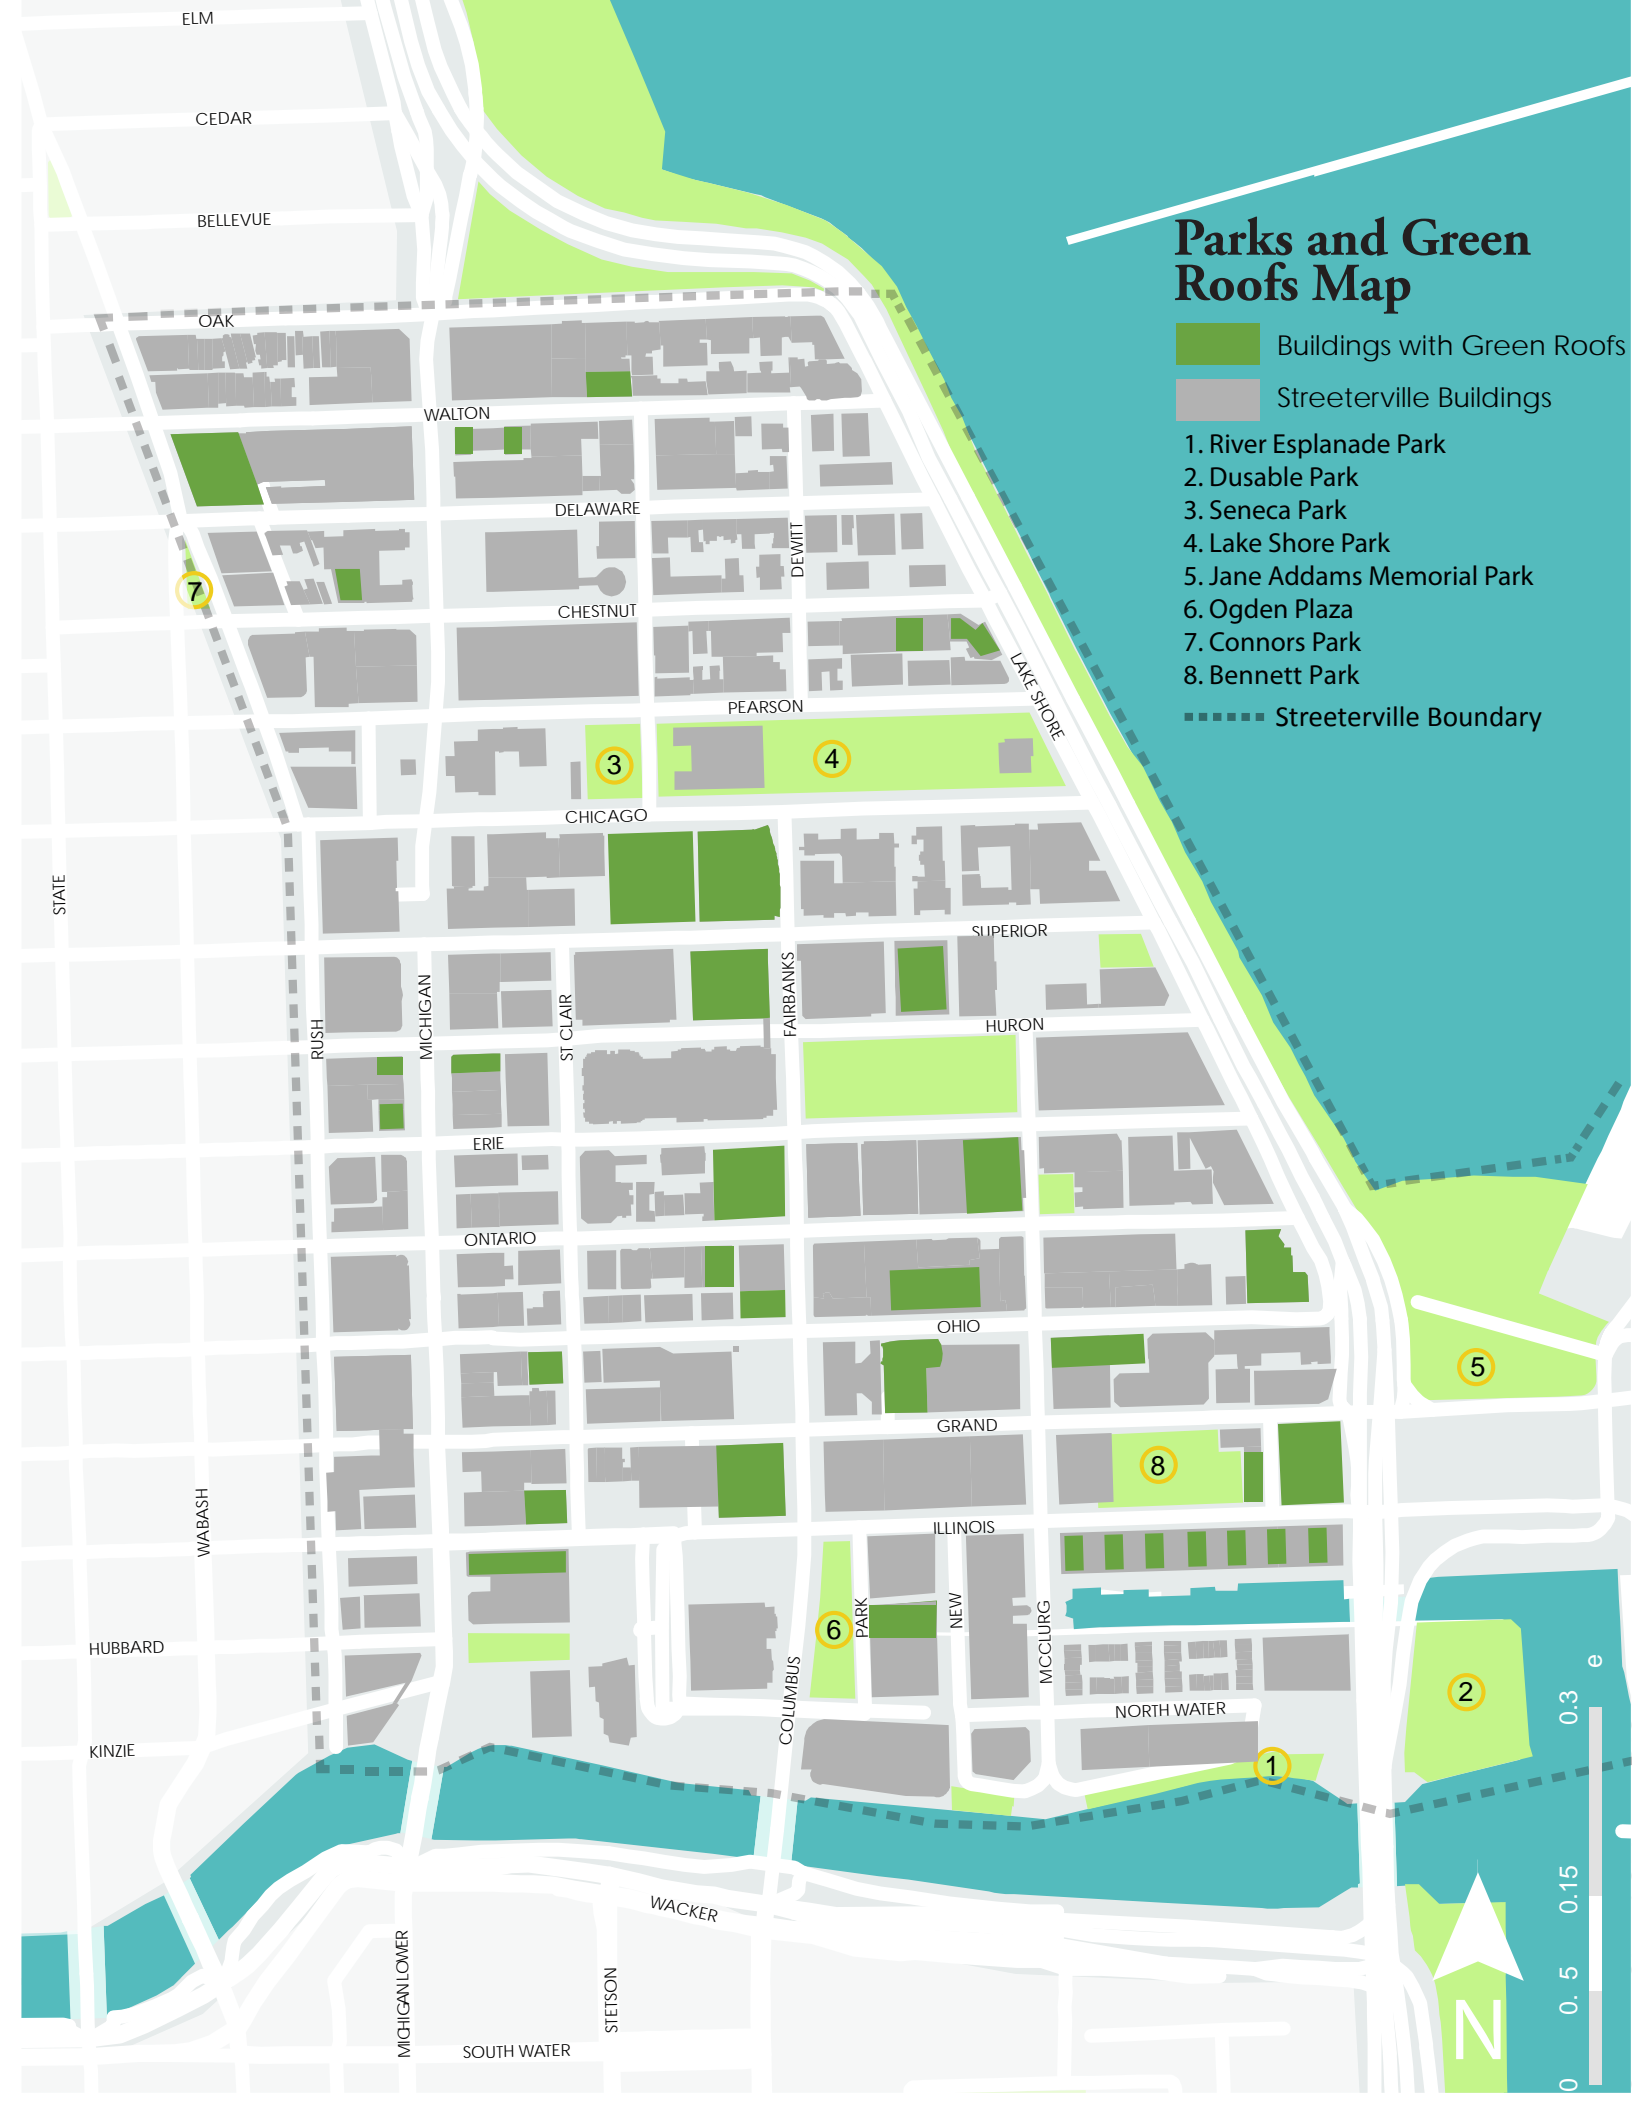 ELM
CEDAR
BELLEVUE
Parks and Green
Roofs Map
OAK
Buildings with Green Roofs
Streeterville Buildings
WALTON
1. River Esplanade Park
2. Dusable Park
3. Seneca Park
4. Lake Shore Park
5. Jane Addams Memorial Park
6. Ogden Plaza
7. Connors Park
8. Bennett Park
Streeterville Boundary
DELAWARE
DEWITT
7
CHESTNUT
LAKE SHORE
PEARSON
3
4
CHICAGO
STATE
SUPERIOR
MICHIGAN
FAIRBANKS
RUSH
ST CLAIR
HURON
ERIE
ONTARIO
OHIO
5
GRAND
8
WABASH
ILLINOIS
PARK
NEW
MCCLURG
6
HUBBARD
COLUMBUS
2
e
0.3
NORTH WATER
KINZIE
1
0.15
WACKER
MICHIGAN LOWER
STETSON
0. 5
N
SOUTH WATER
0